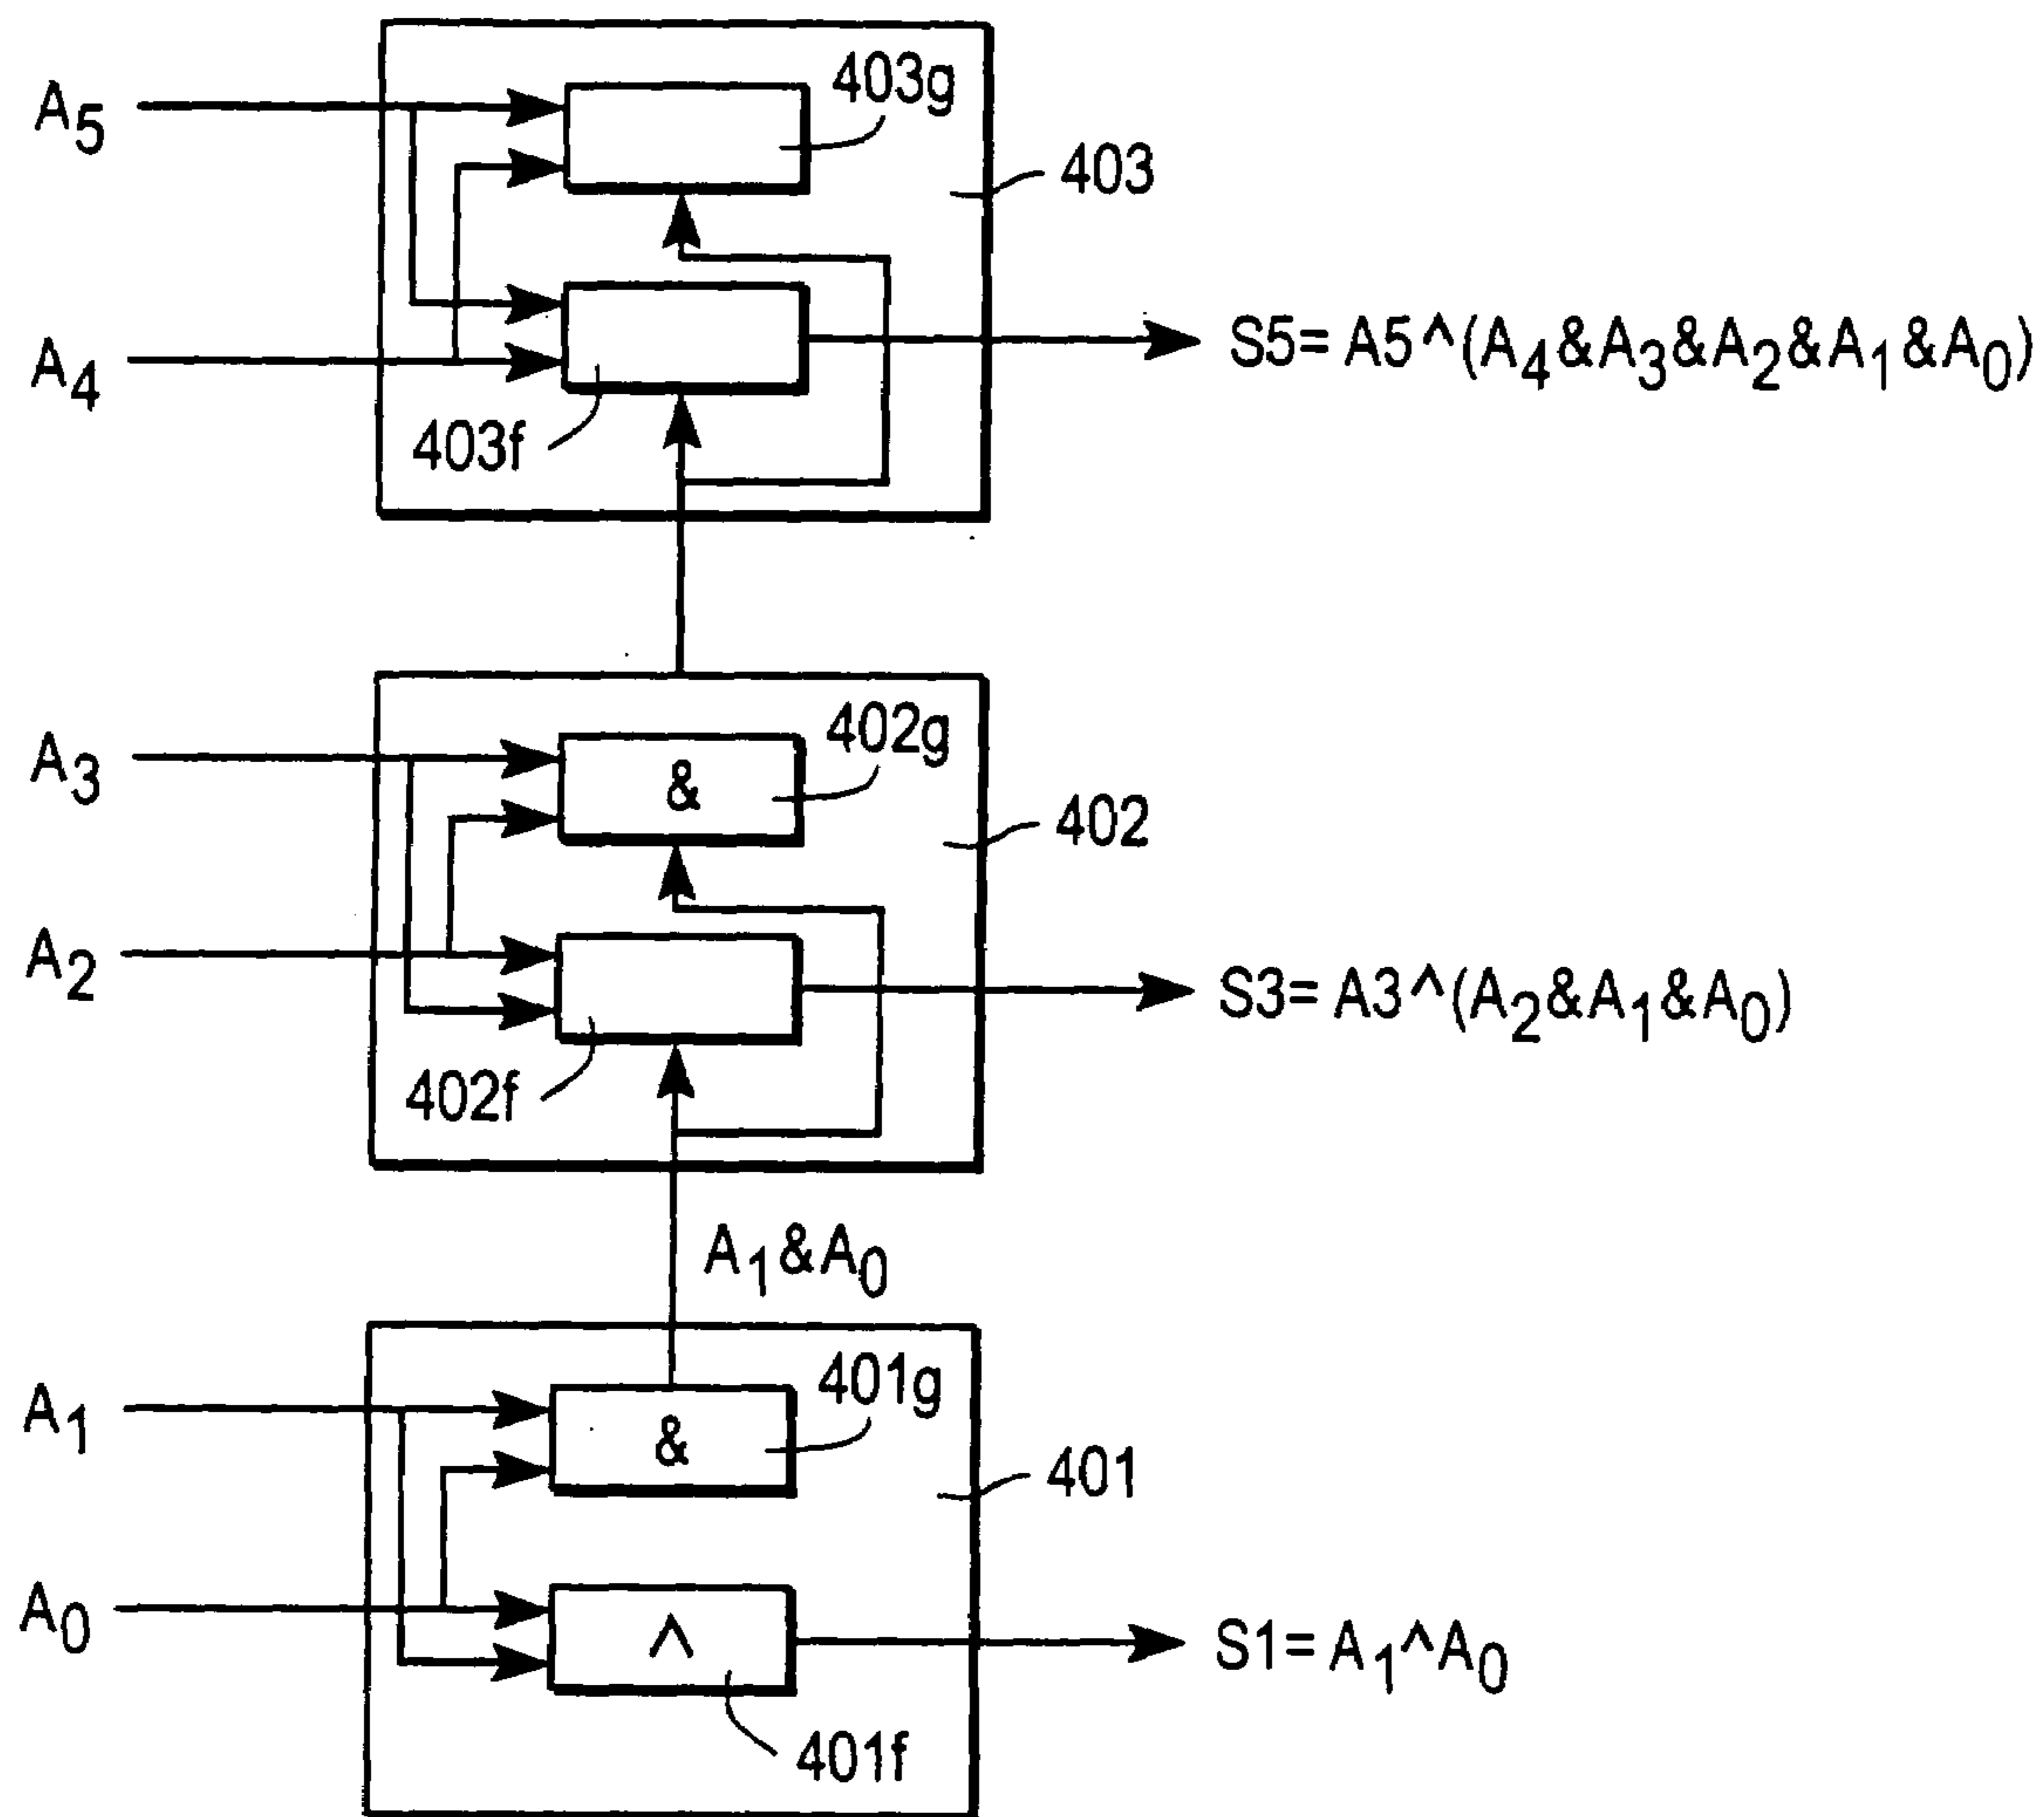 403g
A5
403
A4
S5= A5^(A4&A3&A2&A1&A0)
403f
402g
A3
&
402
A2
S3= A3^(A2&A1&A0)
402f
A1&A0
401g
A1
&
401
A0
^
S1= A1^A0
401f